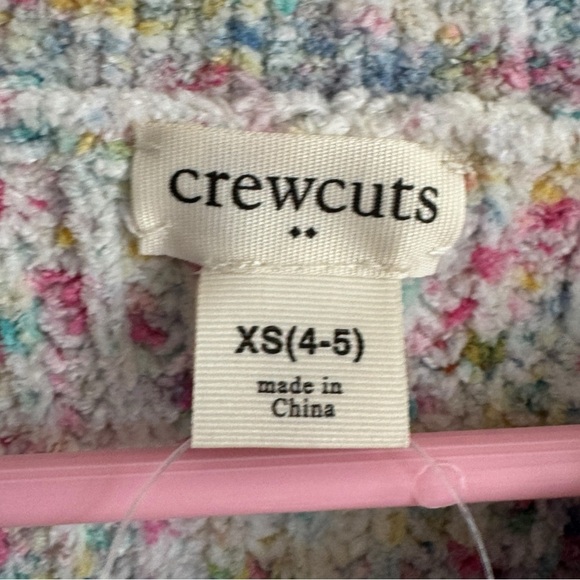 crewcuts
XS(4-5)
made in
China